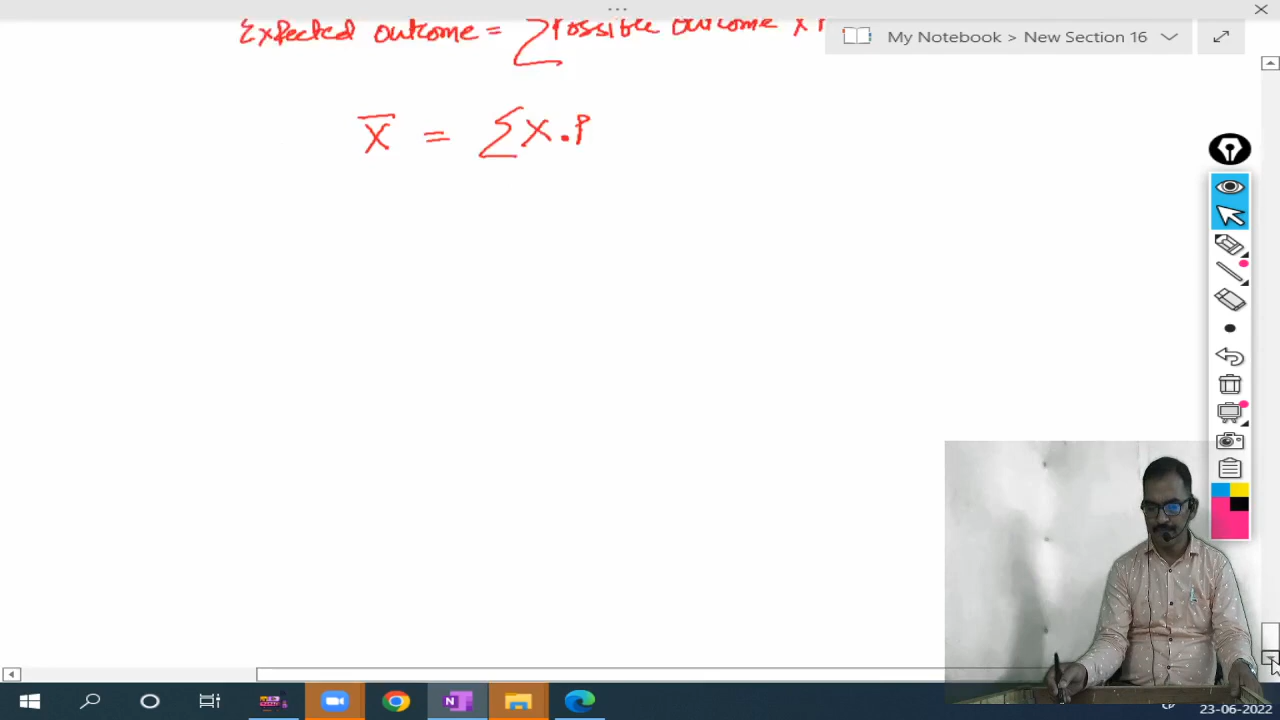 Expected outcome = ∑ Possible outcome x
My Notebook > New Section 16
X̅ = ∑X.P
23-06-2022